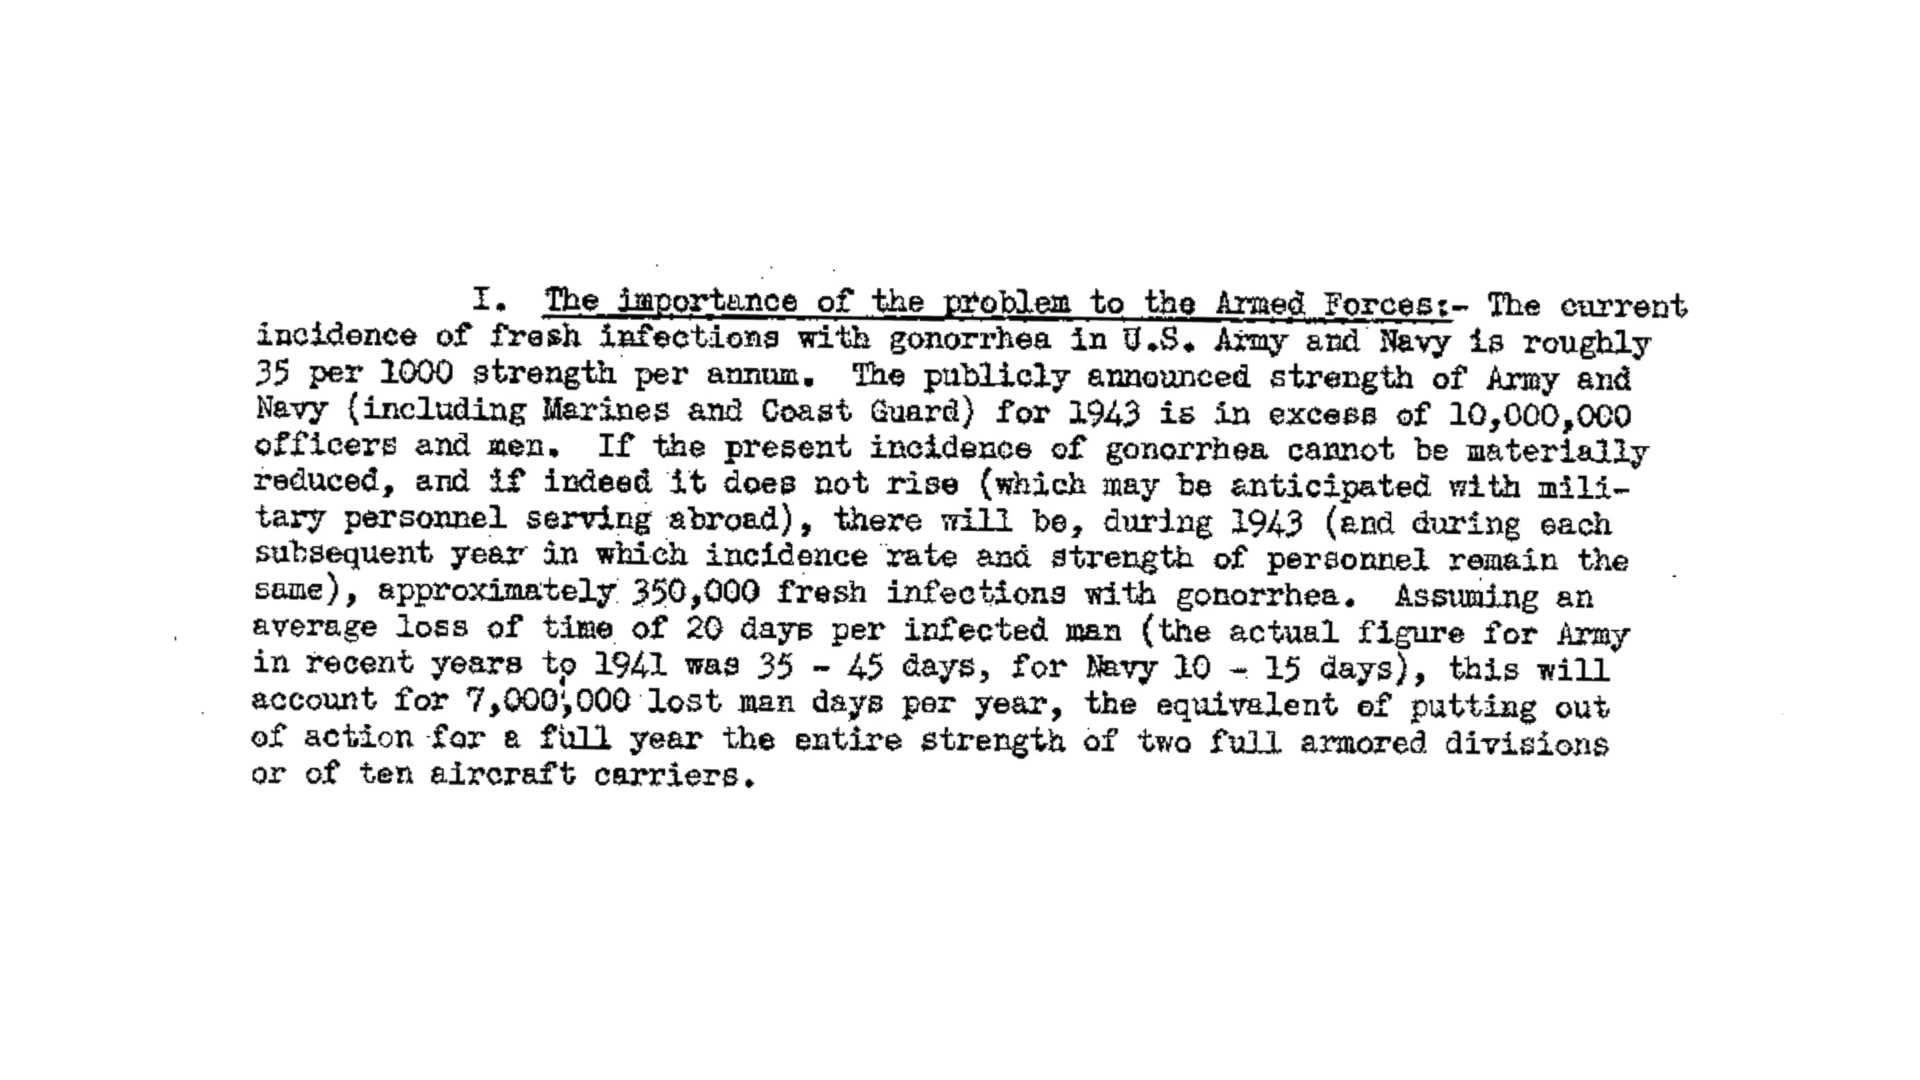 I. The importance of the problem to the Armed Forces:- The current
incidence of fresh infections with gonorrhea in U.S. Army and Navy is roughly
35 per 1000 strength per annum. The publicly announced strength of Army and
Navy (including Marines and Coast Guard) for 1943 is in excess of 10,000,000
officers and men. If the present incidence of gonorrhea cannot be materially
reduced, and if indeed it does not rise (which may be anticipated with mili-
tary personnel serving abroad), there will be, during 1943 (and during each
subsequent year in which incidence rate and strength of personnel remain the
same), approximately 350,000 fresh infections with gonorrhea. Assuming an
average loss of time of 20 days per infected man (the actual figure for Army
in recent years to 1941 was 35 - 45 days, for Navy 10 - 15 days), this will
account for 7,000,000 lost man days per year, the equivalent of putting out
of action for a full year the entire strength of two full armored divisions
or of ten aircraft carriers.